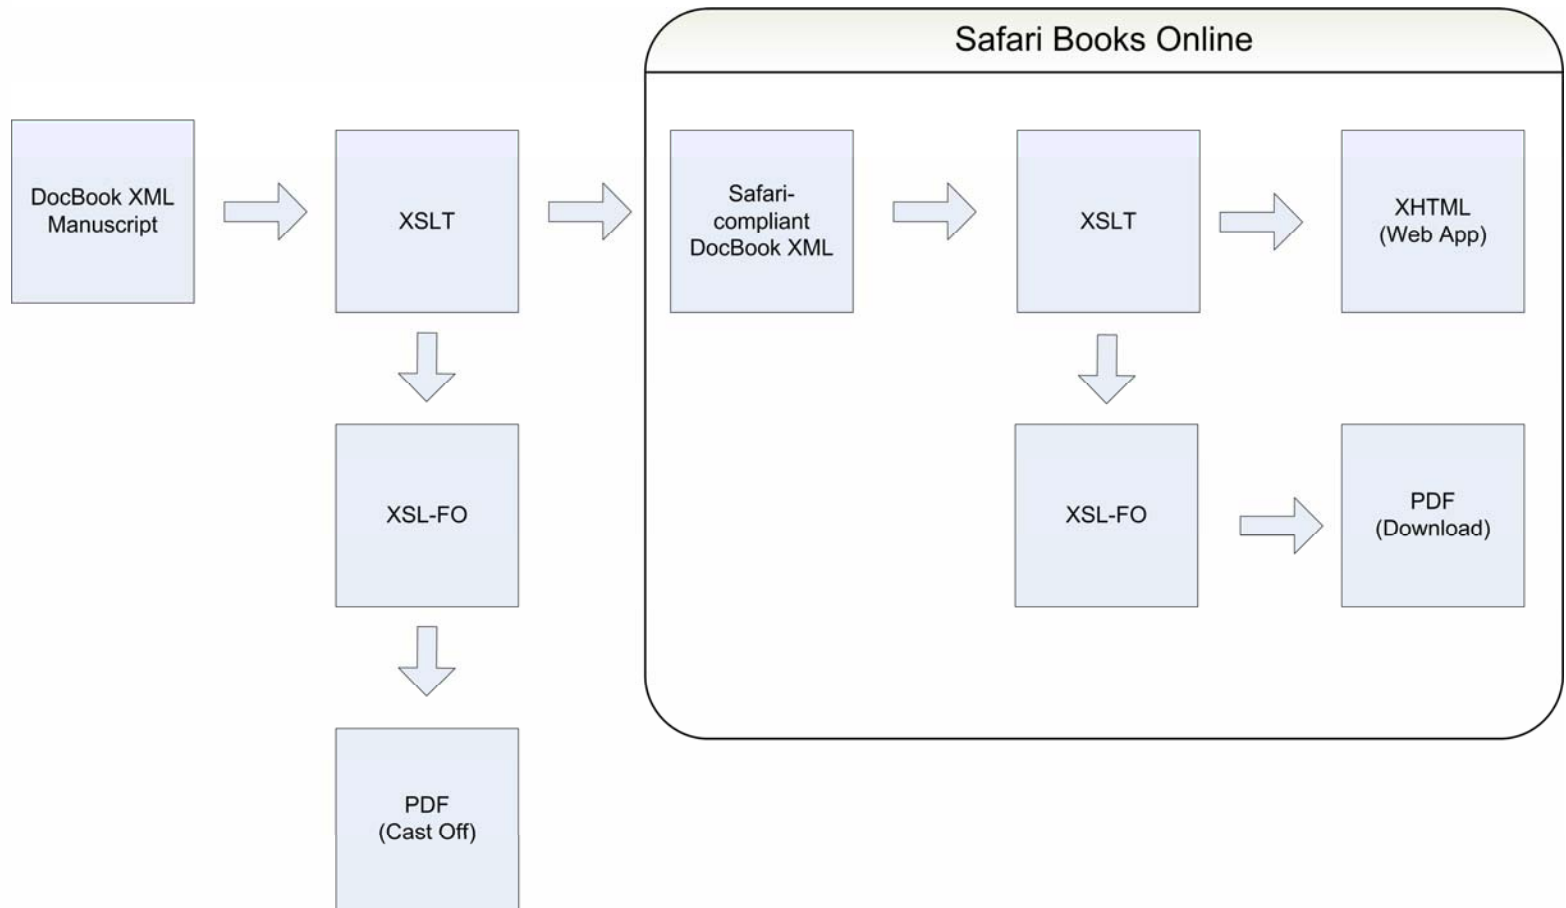 Safari Books Online
DocBook XML
Manuscript
XSLT
Safari-
compliant
DocBook XML
XSLT
XHTML
(Web App)
XSL-FO
XSL-FO
PDF
(Download)
PDF
(Cast Off)